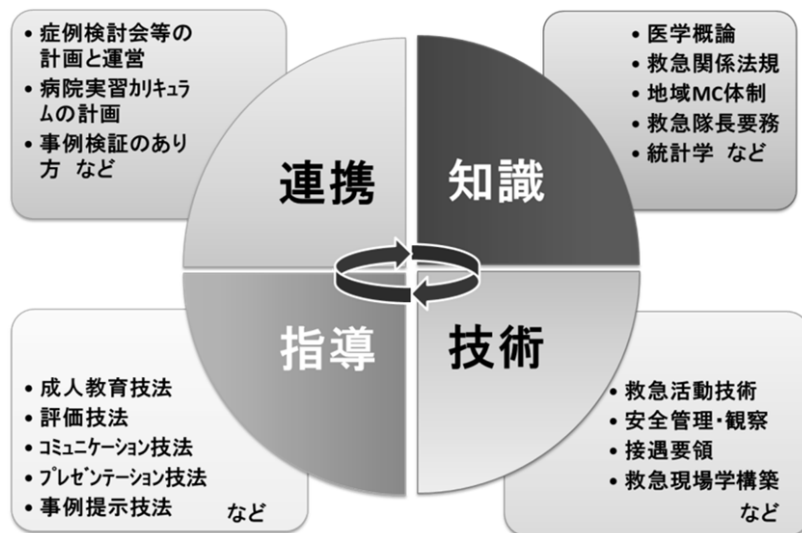 ・症例検討会等の
計画と運営
・病院実習ｶﾘｷｭﾗ
ﾑの計画
・事例検証のあり
方 など
・医学概論
・救急関係法規
・地域MC体制
・救急隊長要務
・統計学 など
連携
知識
指導
技術
・成人教育技法
・評価技法
・ｺﾐｭﾆｹｰｼｮﾝ技法
・ﾌﾟﾚｾﾞﾝﾃｰｼｮﾝ技法
・事例提示技法
など
・救急活動技術
・安全管理・観察
・接遇要領
・救急現場学構築
など